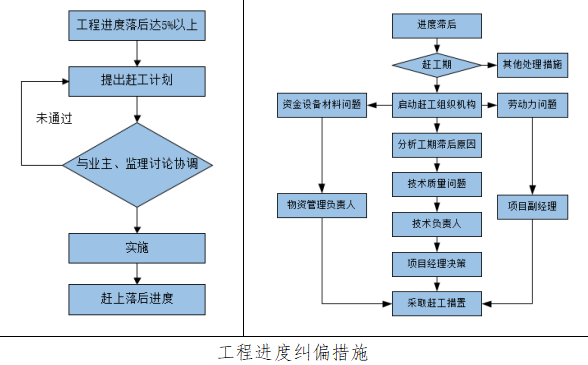 工程进度落后达5%以上
提出赶工计划
未通过
与业主、监理讨论协调
实施
赶上落后进度
进度滞后
赶工期
其他处理措施
资金设备材料问题
启动赶工组织机构
劳动力问题
分析工期滞后原因
技术质量问题
物资管理负责人
项目副经理
技术负责人
项目经理决策
采取赶工措置
工程进度纠偏措施